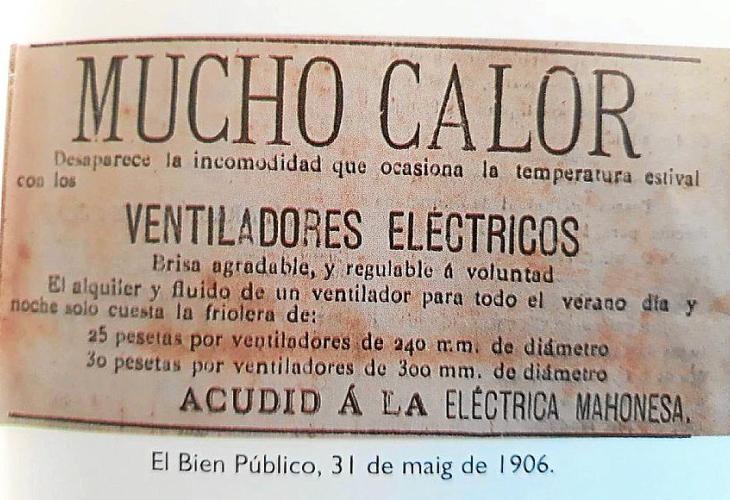 MUCHO CALOR
Desaparece la incomodidad que ocasiona la temperatura estival
con los
VENTILADORES ELÉCTRICOS
Brisa agradable, y regulable á voluntad
El alquiler y fluido de un ventilador para todo el verano dia y
noche solo cuesta la friolera de:
25 pesetas por ventiladores de 240 m.m. de diámetro
30 pesetas por ventiladores de 300 mm. de diámetro
ACUDID Á LA ELÉCTRICA MAHONESA.
El Bien Público, 31 de maig de 1906.